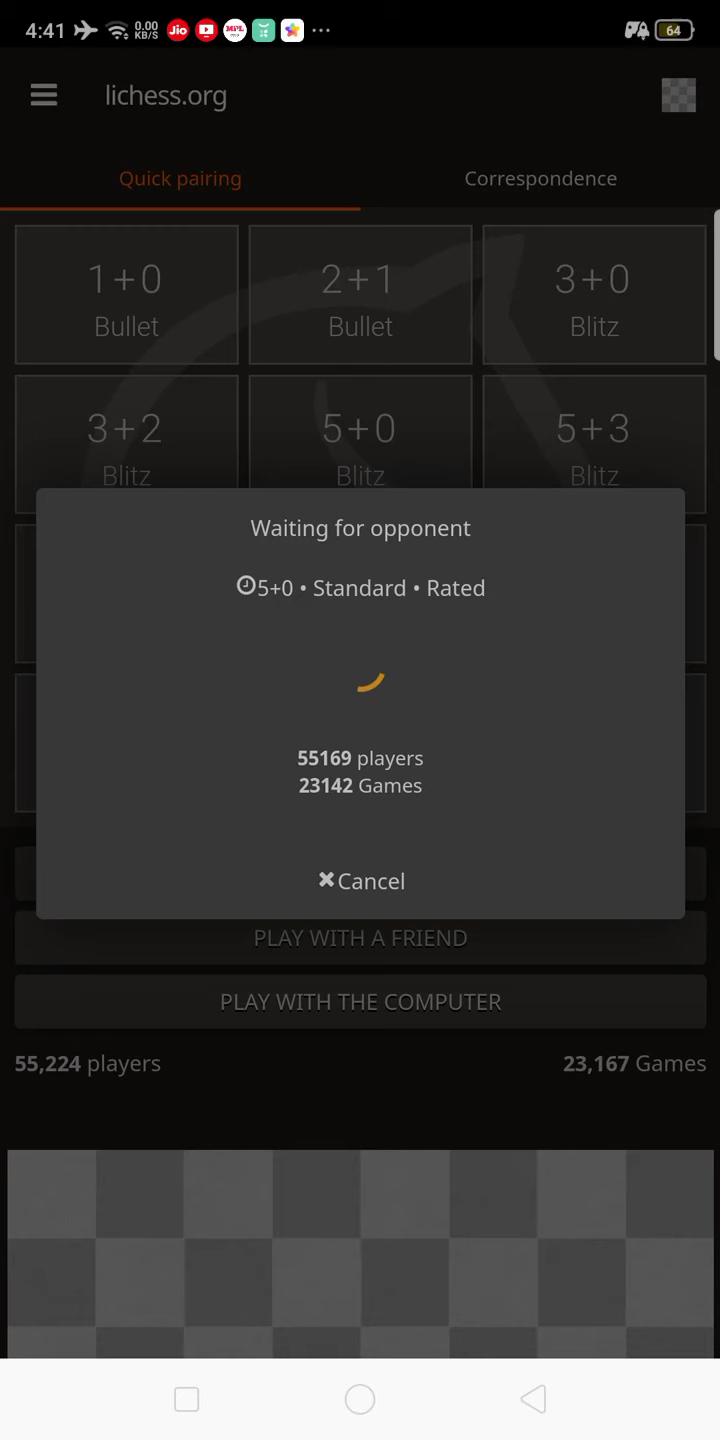 4:41 0.00 KB/S Jio MPL 64
lichess.org
Quick pairing Correspondence
1+0 2+1 3+0
Bullet Bullet Blitz
3+2 5+0 5+3
Blitz Blitz Blitz
Waiting for opponent
5+0 • Standard • Rated
55169 players
23142 Games
Cancel
PLAY WITH A FRIEND
PLAY WITH THE COMPUTER
55,224 players 23,167 Games